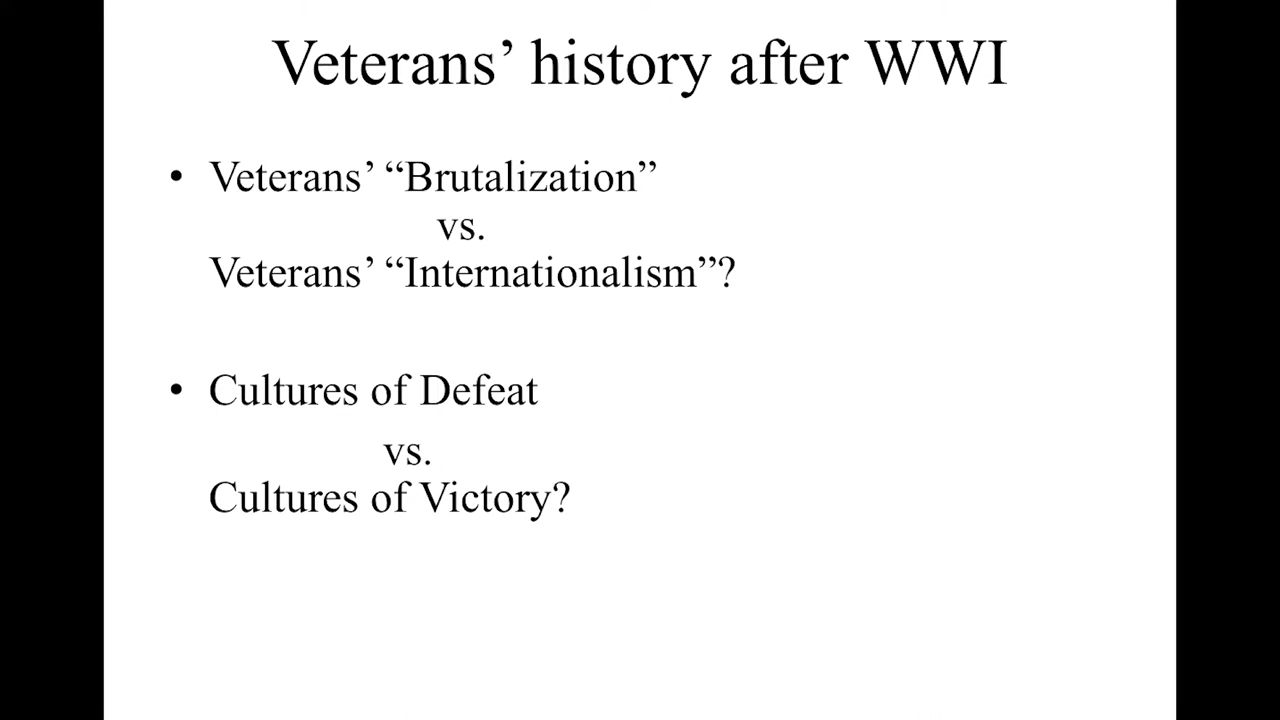 Veterans’ history after WWI
• Veterans’ “Brutalization”
vs.
Veterans’ “Internationalism”?
• Cultures of Defeat
vs.
Cultures of Victory?